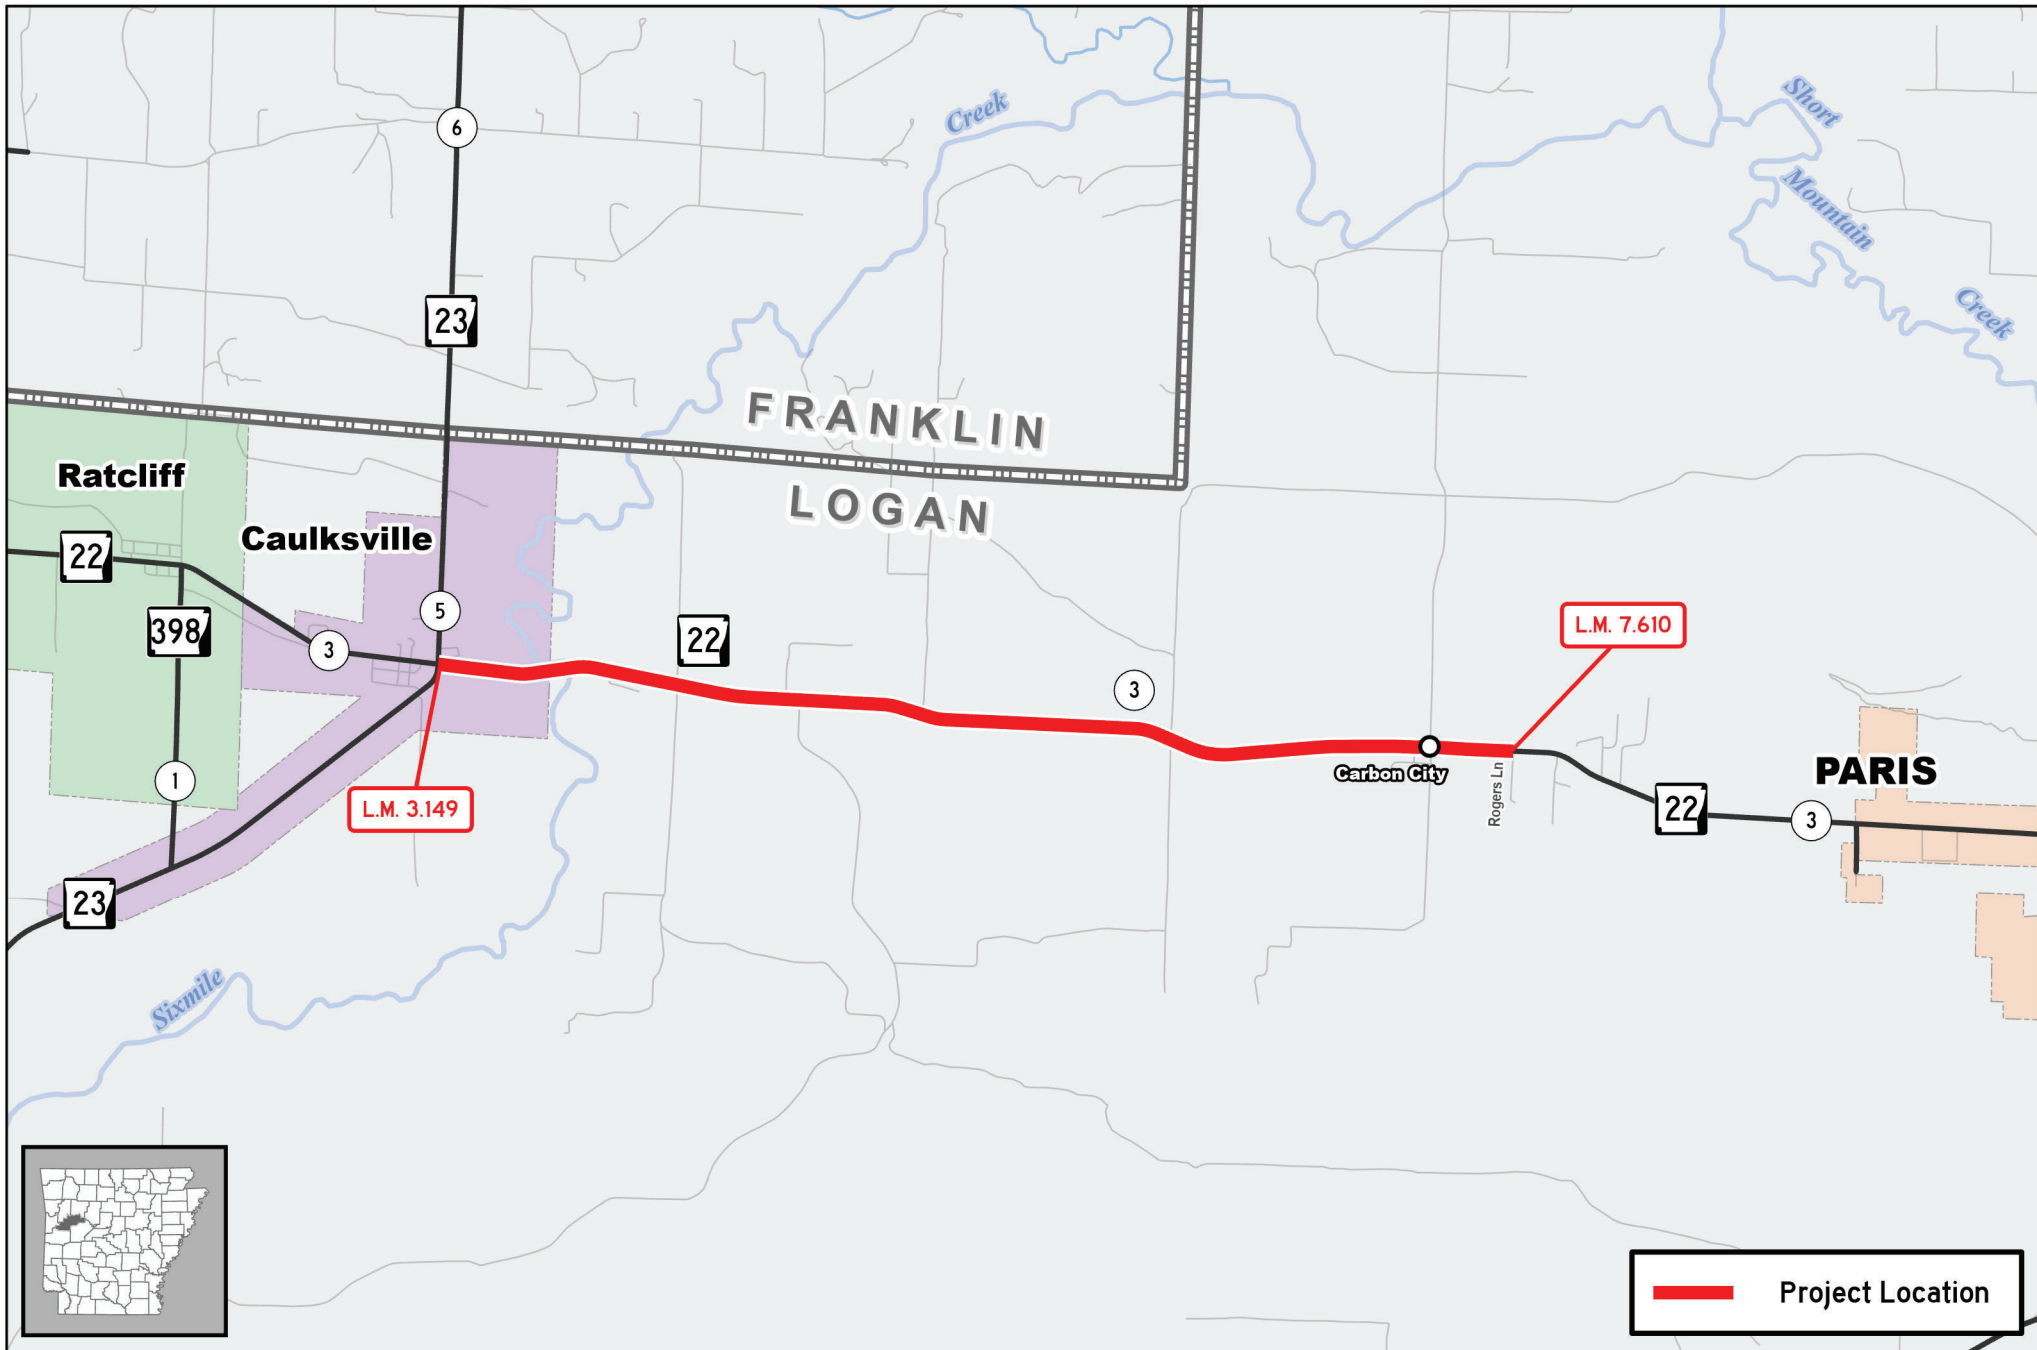 Creek
Short
Mountain
Creek
6
23
FRANKLIN
LOGAN
Ratcliff
Caulksville
22
398
5
3
22
L.M. 7.610
3
1
L.M. 3.149
Carbon City
Rogers Ln
PARIS
22
3
23
Sixmile
Project Location